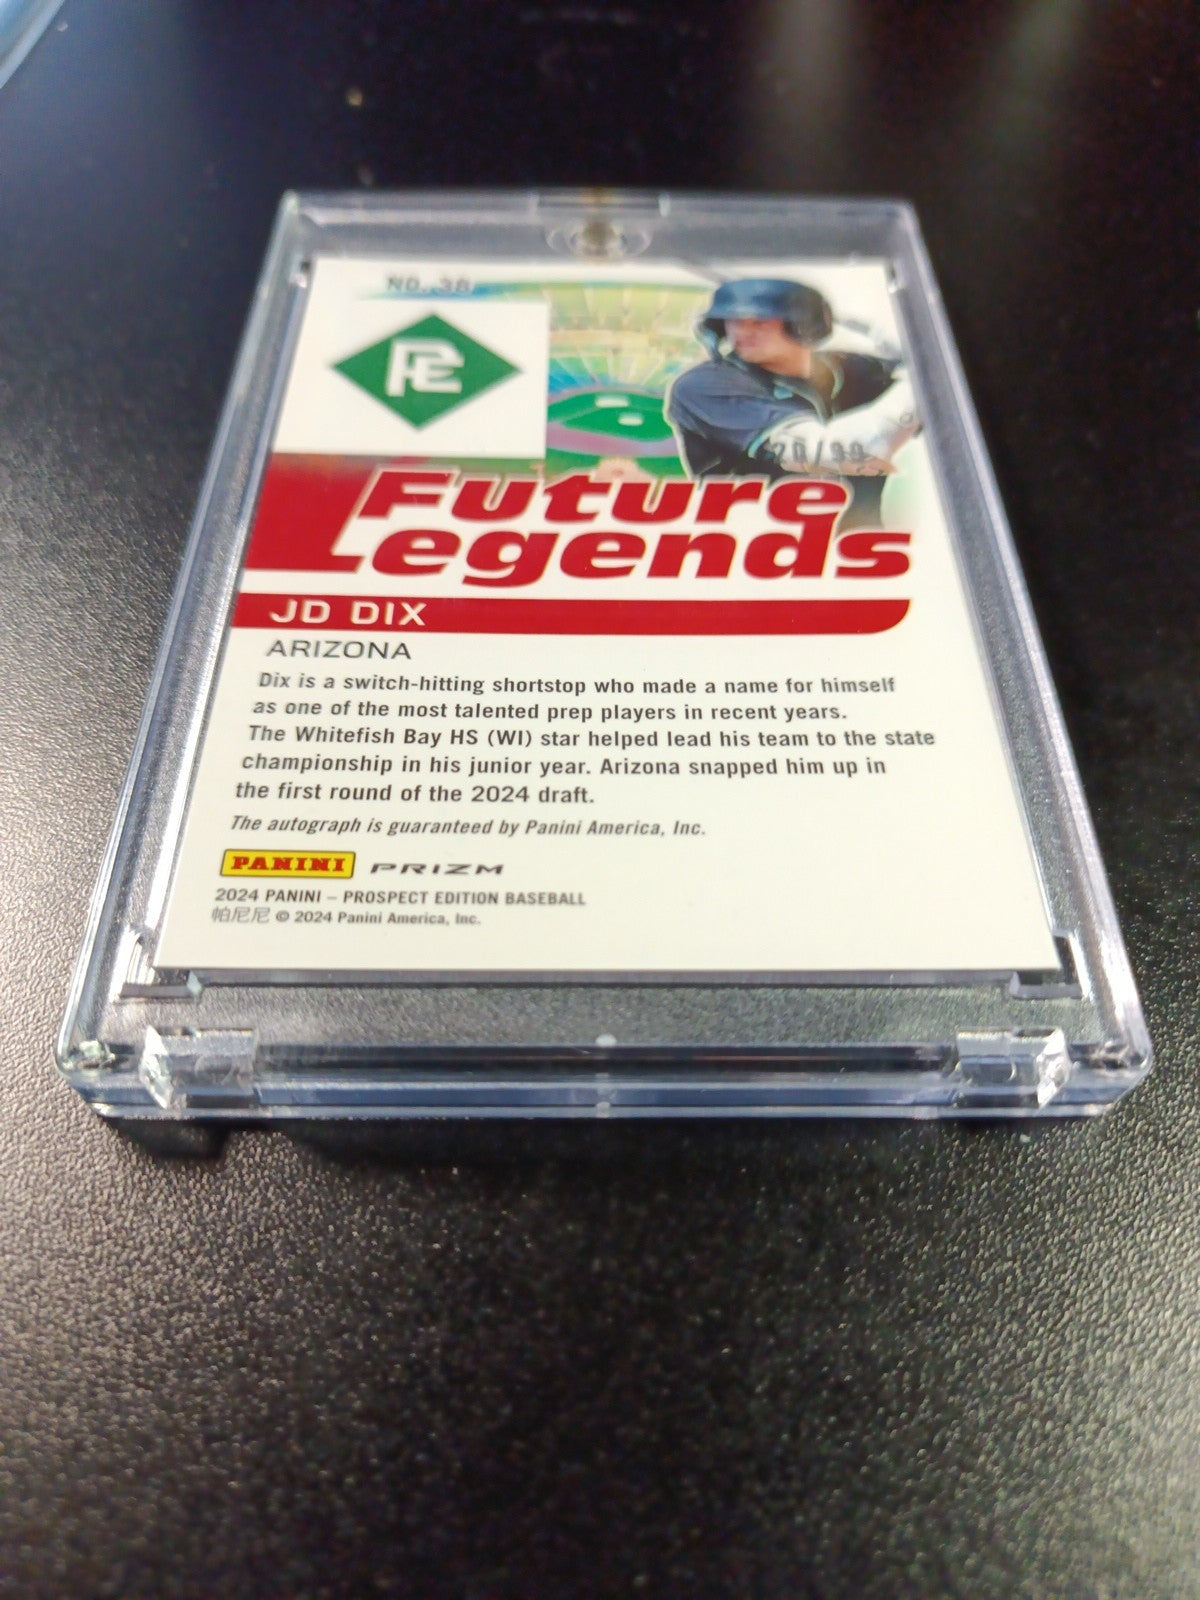 NO. 38
PE
20/99
Future
Legends
JD DIX
ARIZONA
Dix is a switch-hitting shortstop who made a name for himself
as one of the most talented prep players in recent years.
The Whitefish Bay HS (WI) star helped lead his team to the state
championship in his junior year. Arizona snapped him up in
the first round of the 2024 draft.
The autograph is guaranteed by Panini America, Inc.
PANINI PRIZM
2024 PANINI – PROSPECT EDITION BASEBALL
帕尼尼 © 2024 Panini America, Inc.